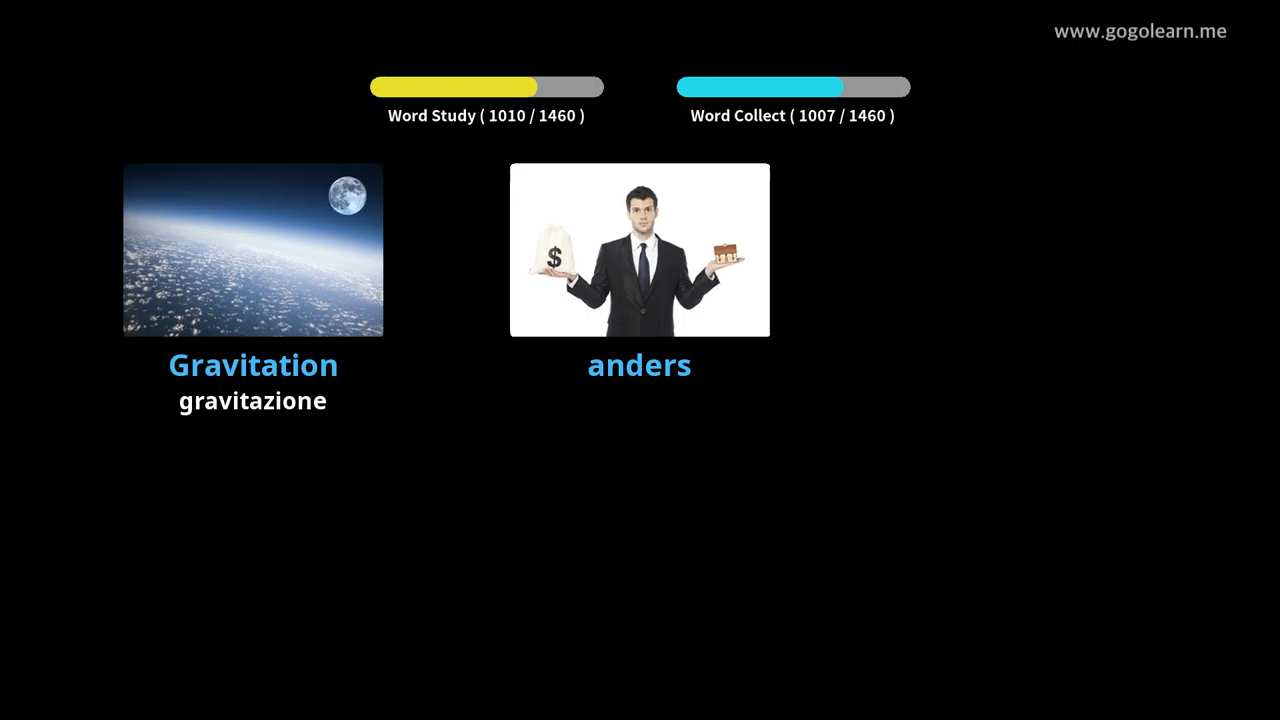 www.gogolearn.me
Word Study ( 1010 / 1460 )
Word Collect ( 1007 / 1460 )
$
Gravitation
gravitazione
anders